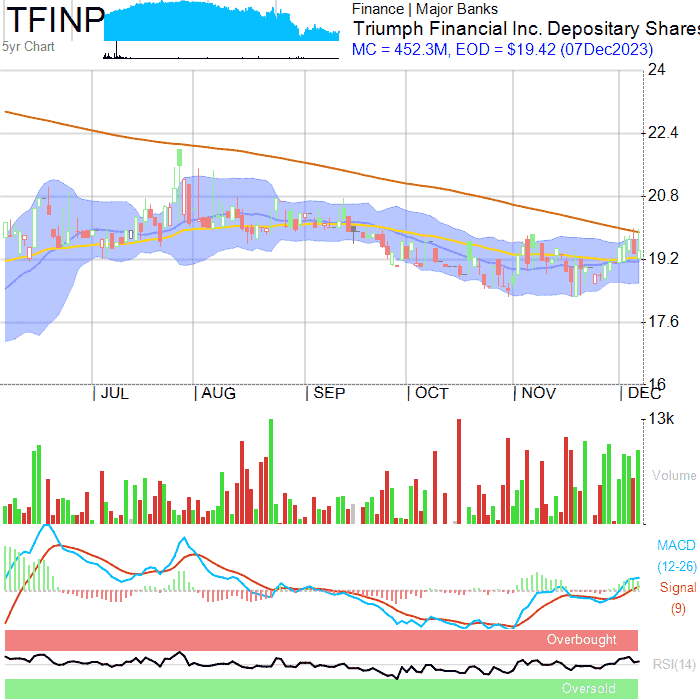 TFINP
5yr Chart
Finance | Major Banks
Triumph Financial Inc. Depositary Shares
MC = 452.3M, EOD = $19.42 (07Dec2023)
24
22.4
20.8
19.2
17.6
16
JUL AUG SEP OCT NOV DEC
13k
Volume
MACD
(12-26)
Signal
(9)
Overbought
RSI(14)
Oversold